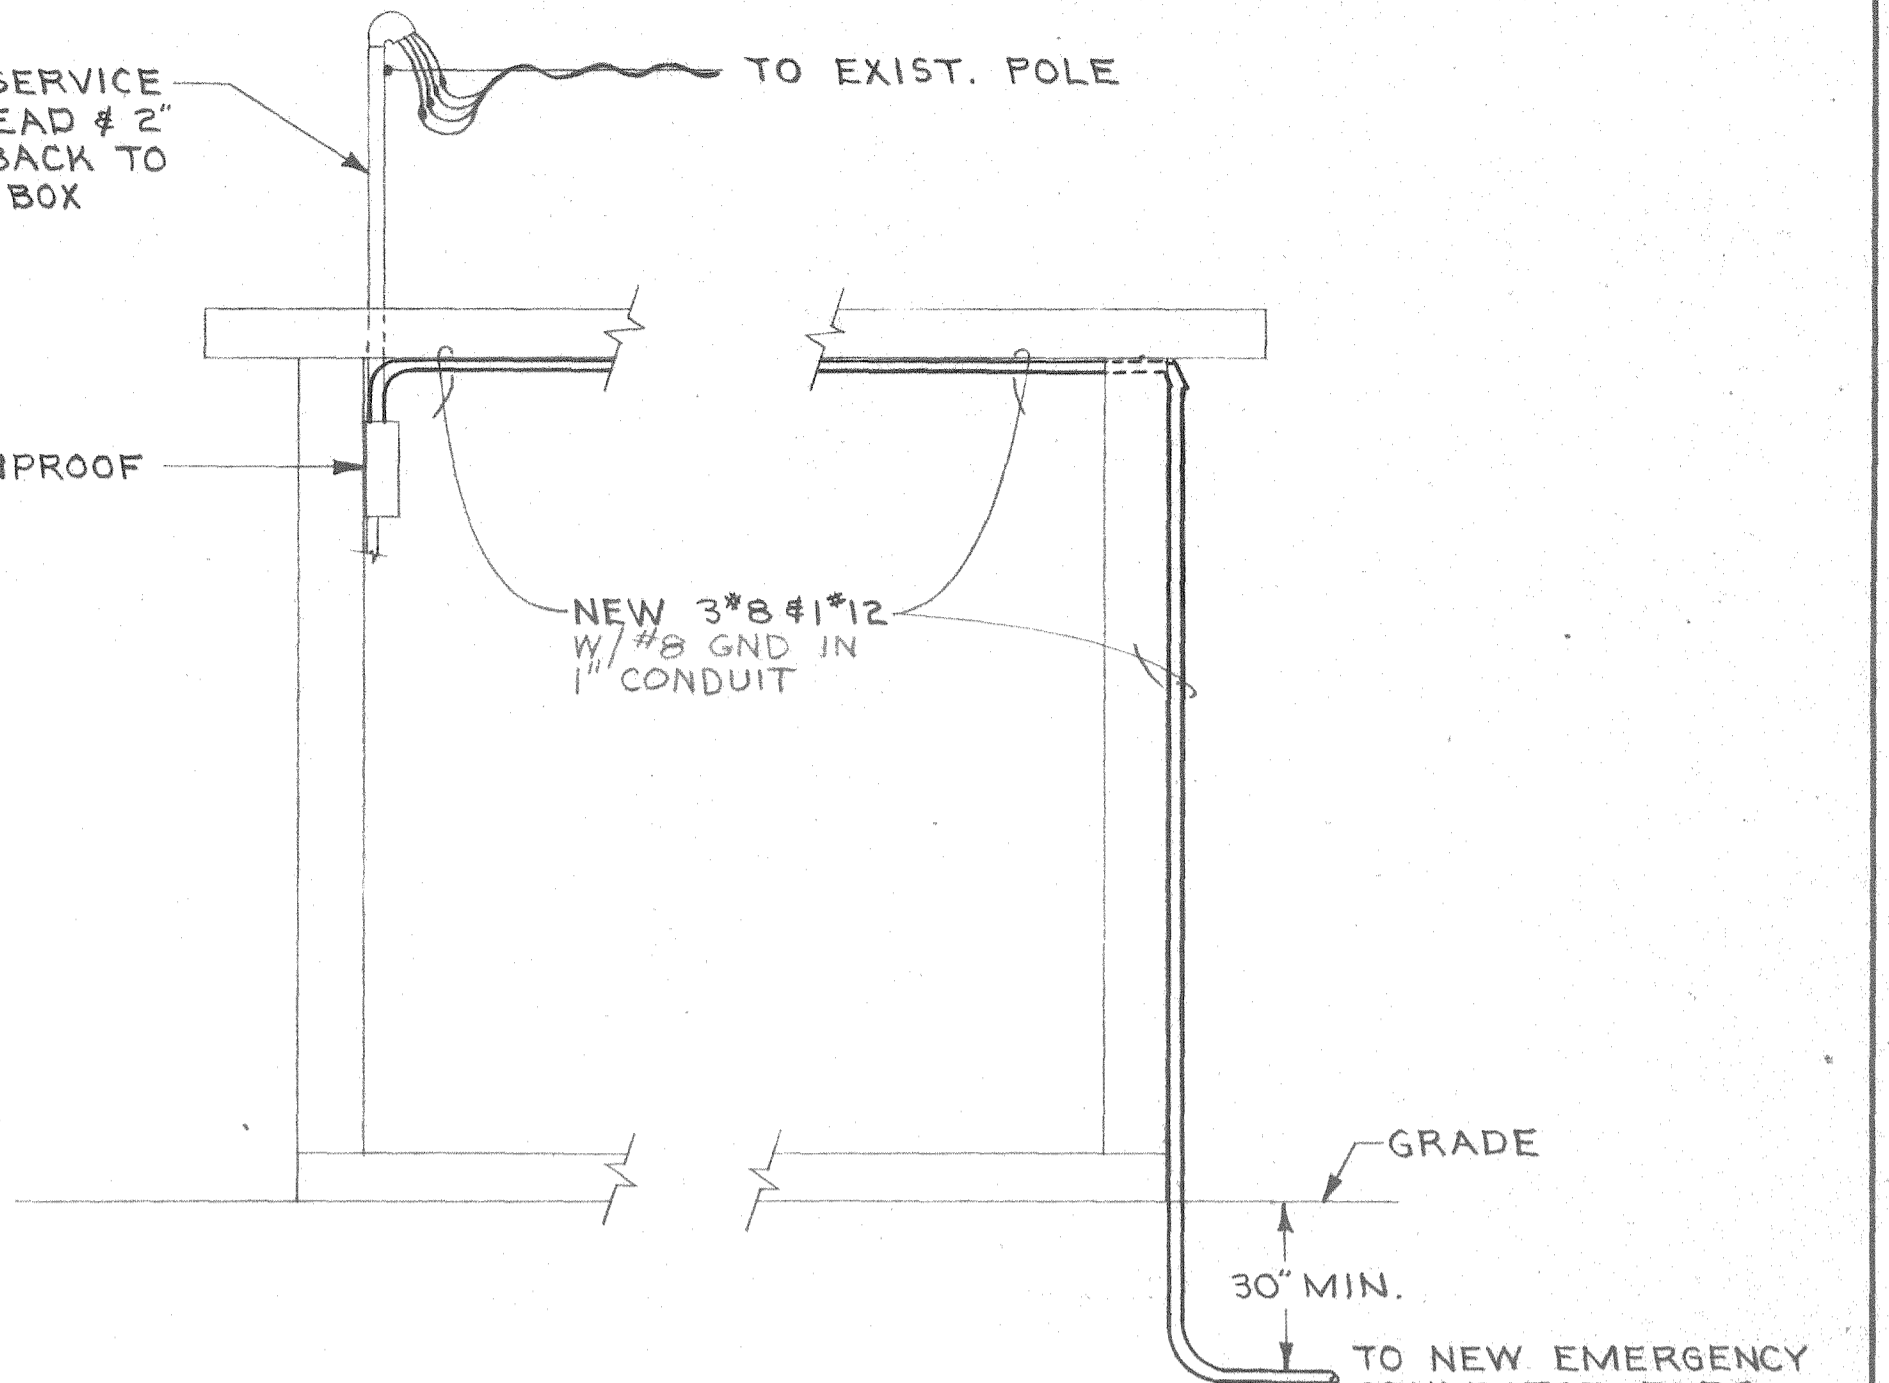 SERVICE
EAD & 2"
BACK TO
BOX
TO EXIST. POLE
PROOF
NEW 3#8 & 1#12
W/ #8 GND IN
1" CONDUIT
GRADE
30" MIN.
TO NEW EMERGENCY